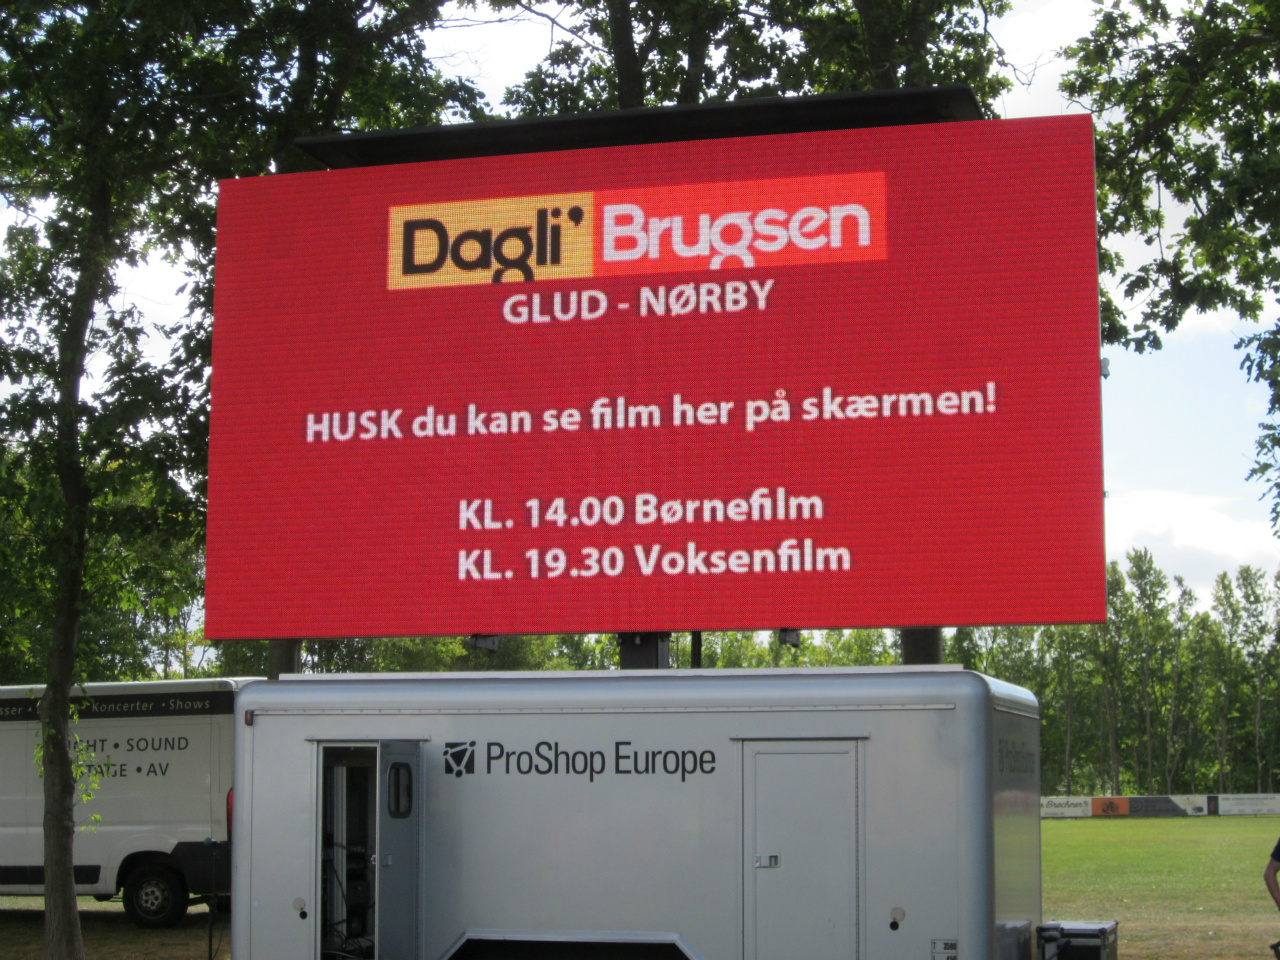 Dagli' Brugsen
GLUD - NØRBY
HUSK du kan se film her på skærmen!
KL. 14.00 Børnefilm
KL. 19.30 Voksenfilm
Koncerter • Shows
• SOUND
• AV
ProShop Europe